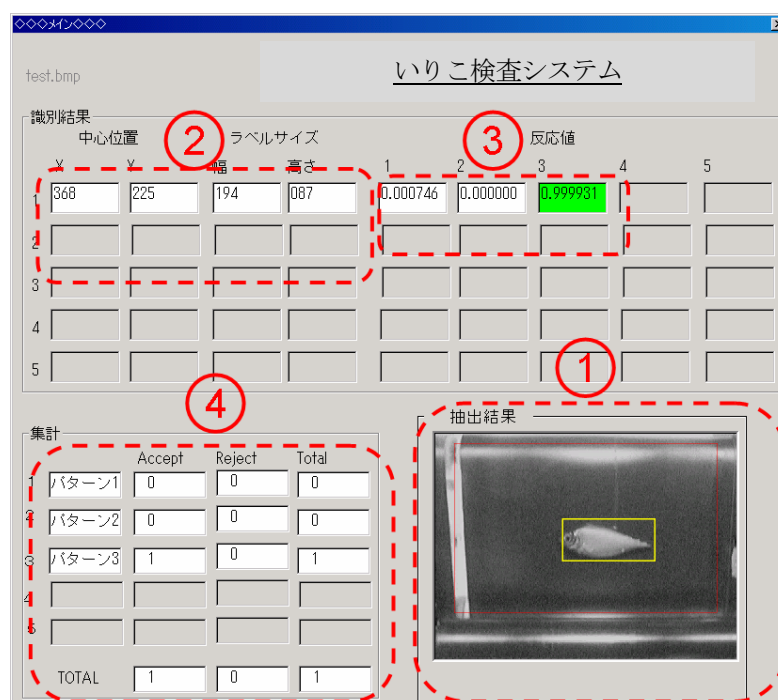 ◇◇◇メイン◇◇◇
test.bmp
いりこ検査システム
識別結果
中心位置 ② ラベルサイズ ③ 反応値
X Y 幅 高さ 1 2 3 4 5
1 368 225 194 087 0.000746 0.000000 0.999931
2
3
4
5
①
④
集計
Accept Reject Total
1 パターン1 0 0 0
2 パターン2 0 0 0
3 パターン3 1 0 1
4
5
TOTAL 1 0 1
抽出結果